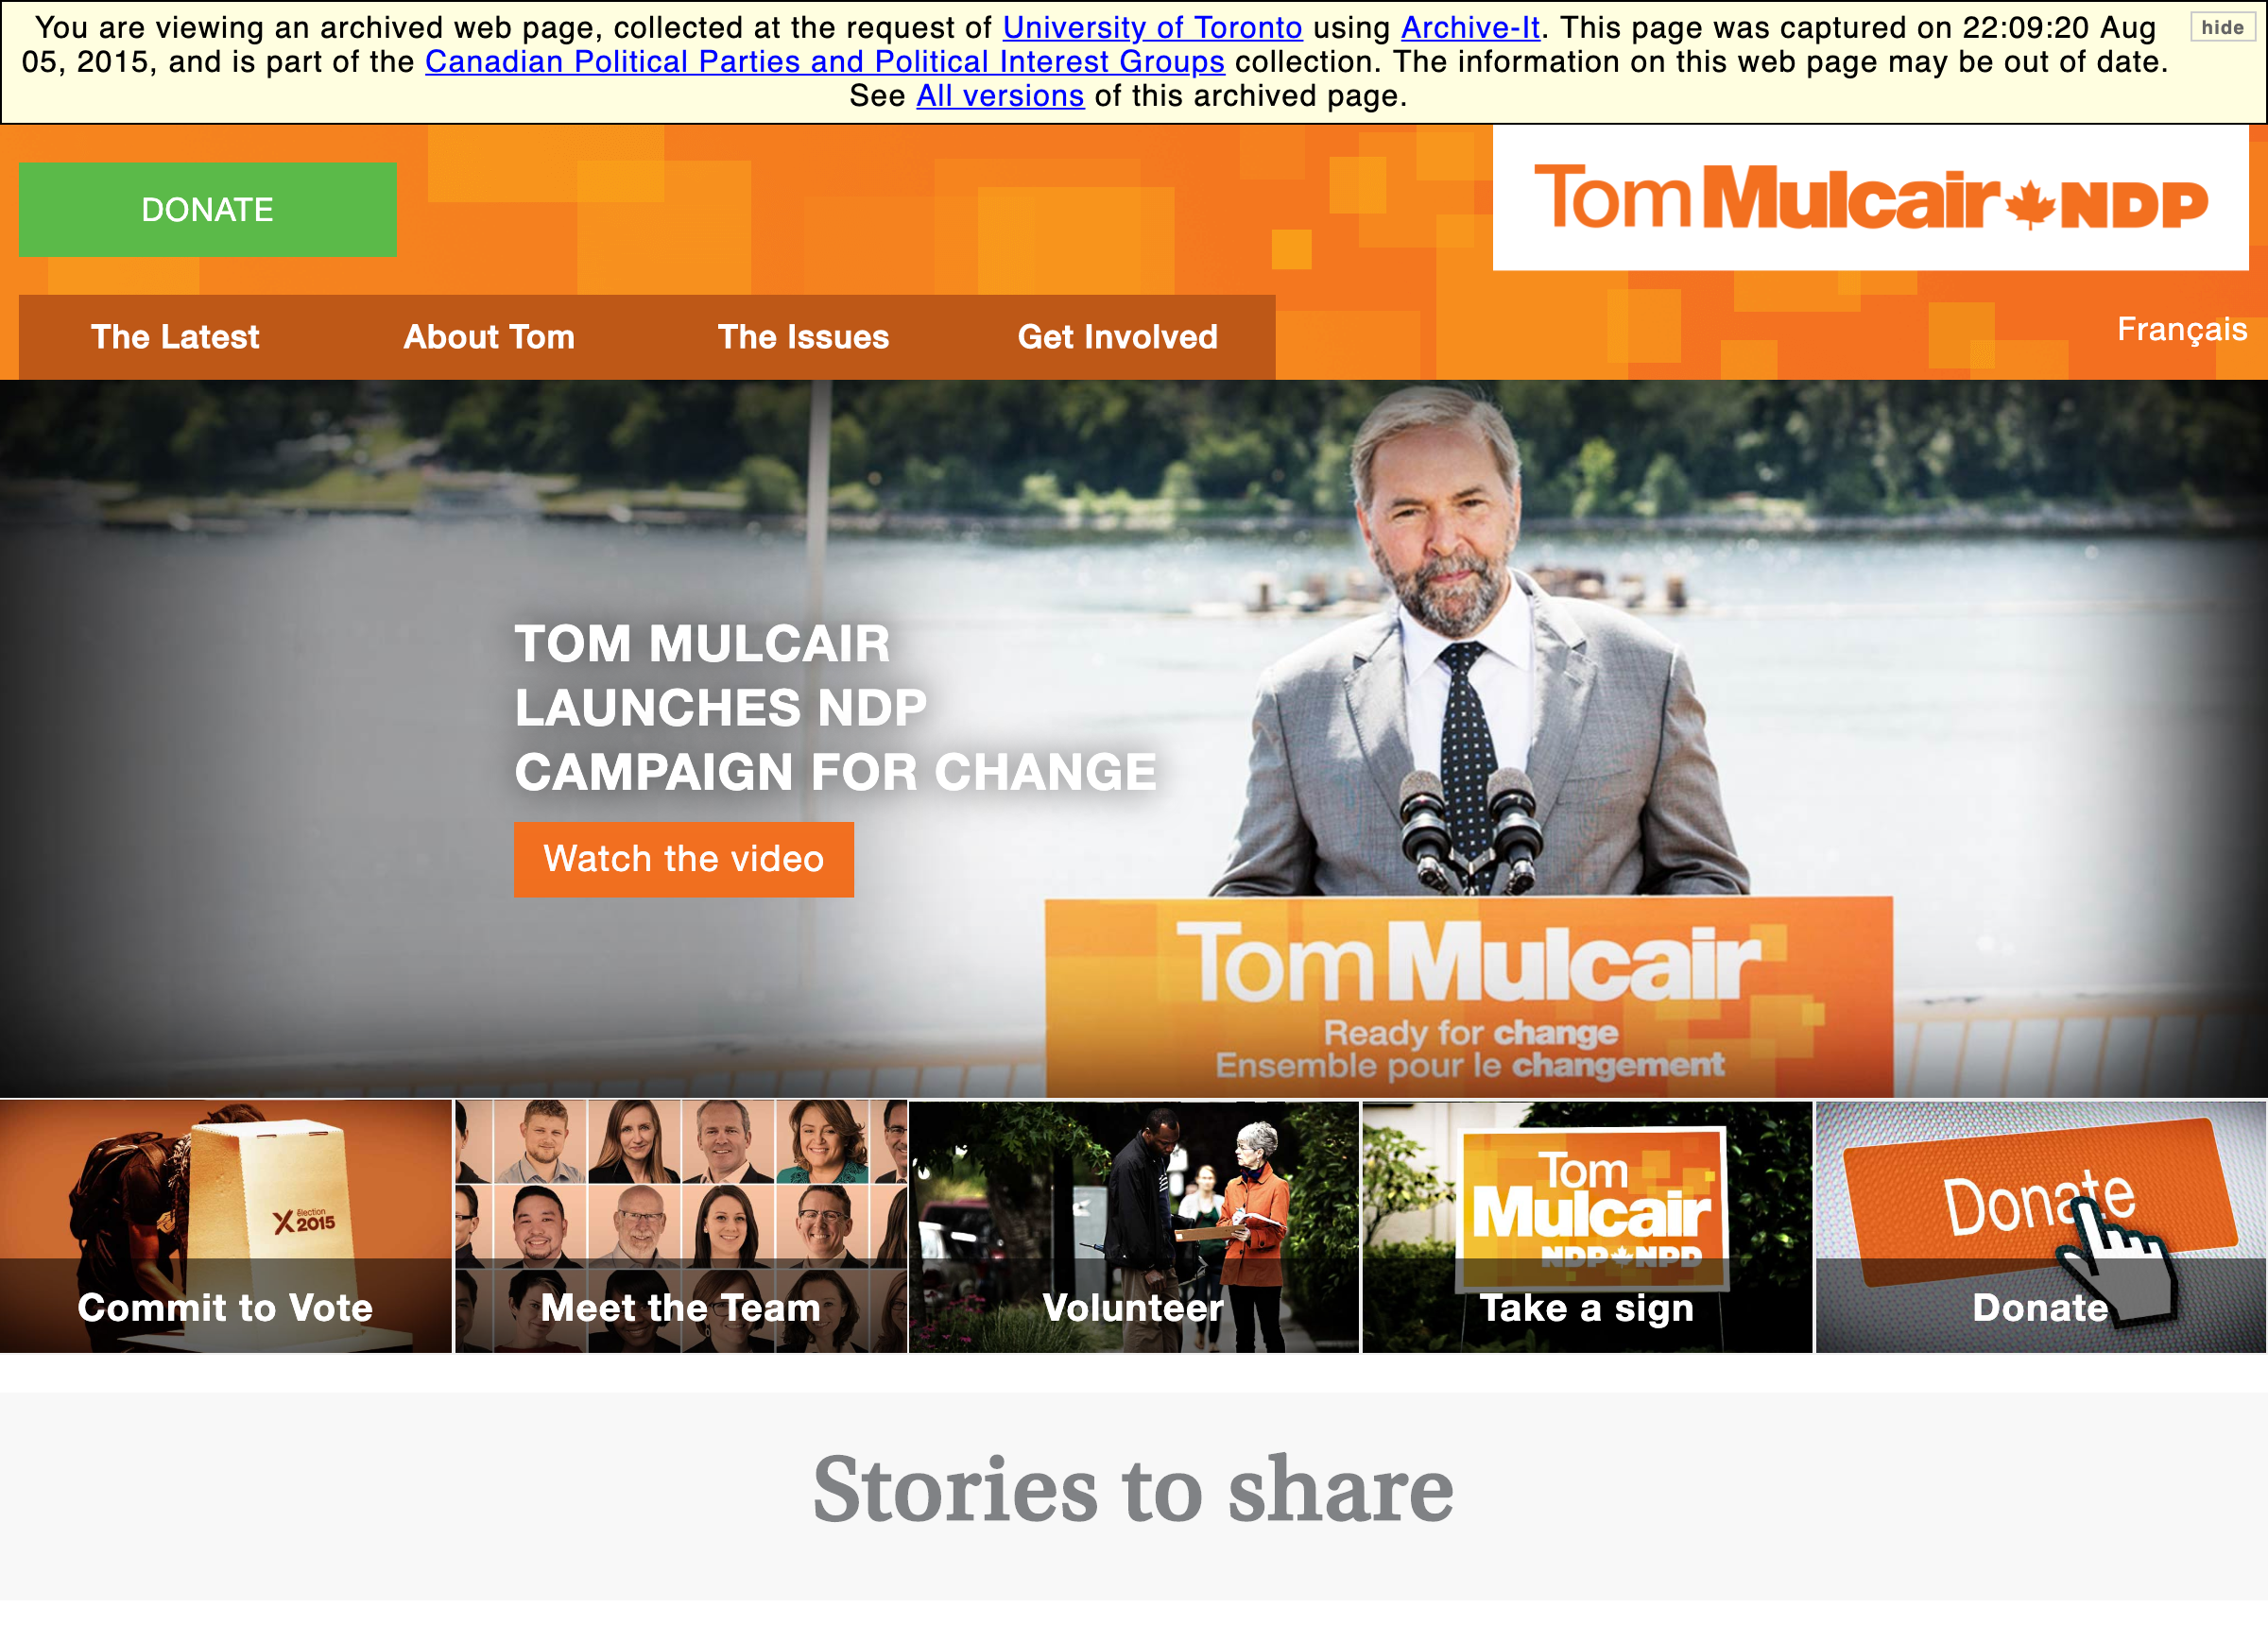 You are viewing an archived web page, collected at the request of University of Toronto using Archive-It. This page was captured on 22:09:20 Aug
05, 2015, and is part of the Canadian Political Parties and Political Interest Groups collection. The information on this web page may be out of date.
See All versions of this archived page.
hide
DONATE
Tom Mulcair NDP
The Latest
About Tom
The Issues
Get Involved
Français
TOM MULCAIR
LAUNCHES NDP
CAMPAIGN FOR CHANGE
Watch the video
Tom Mulcair
Ready for change
Ensemble pour le changement
X élection
2015
Commit to Vote
Meet the Team
Volunteer
Tom
Mulcair
NDP NPD
Take a sign
Donate
Donate
Stories to share